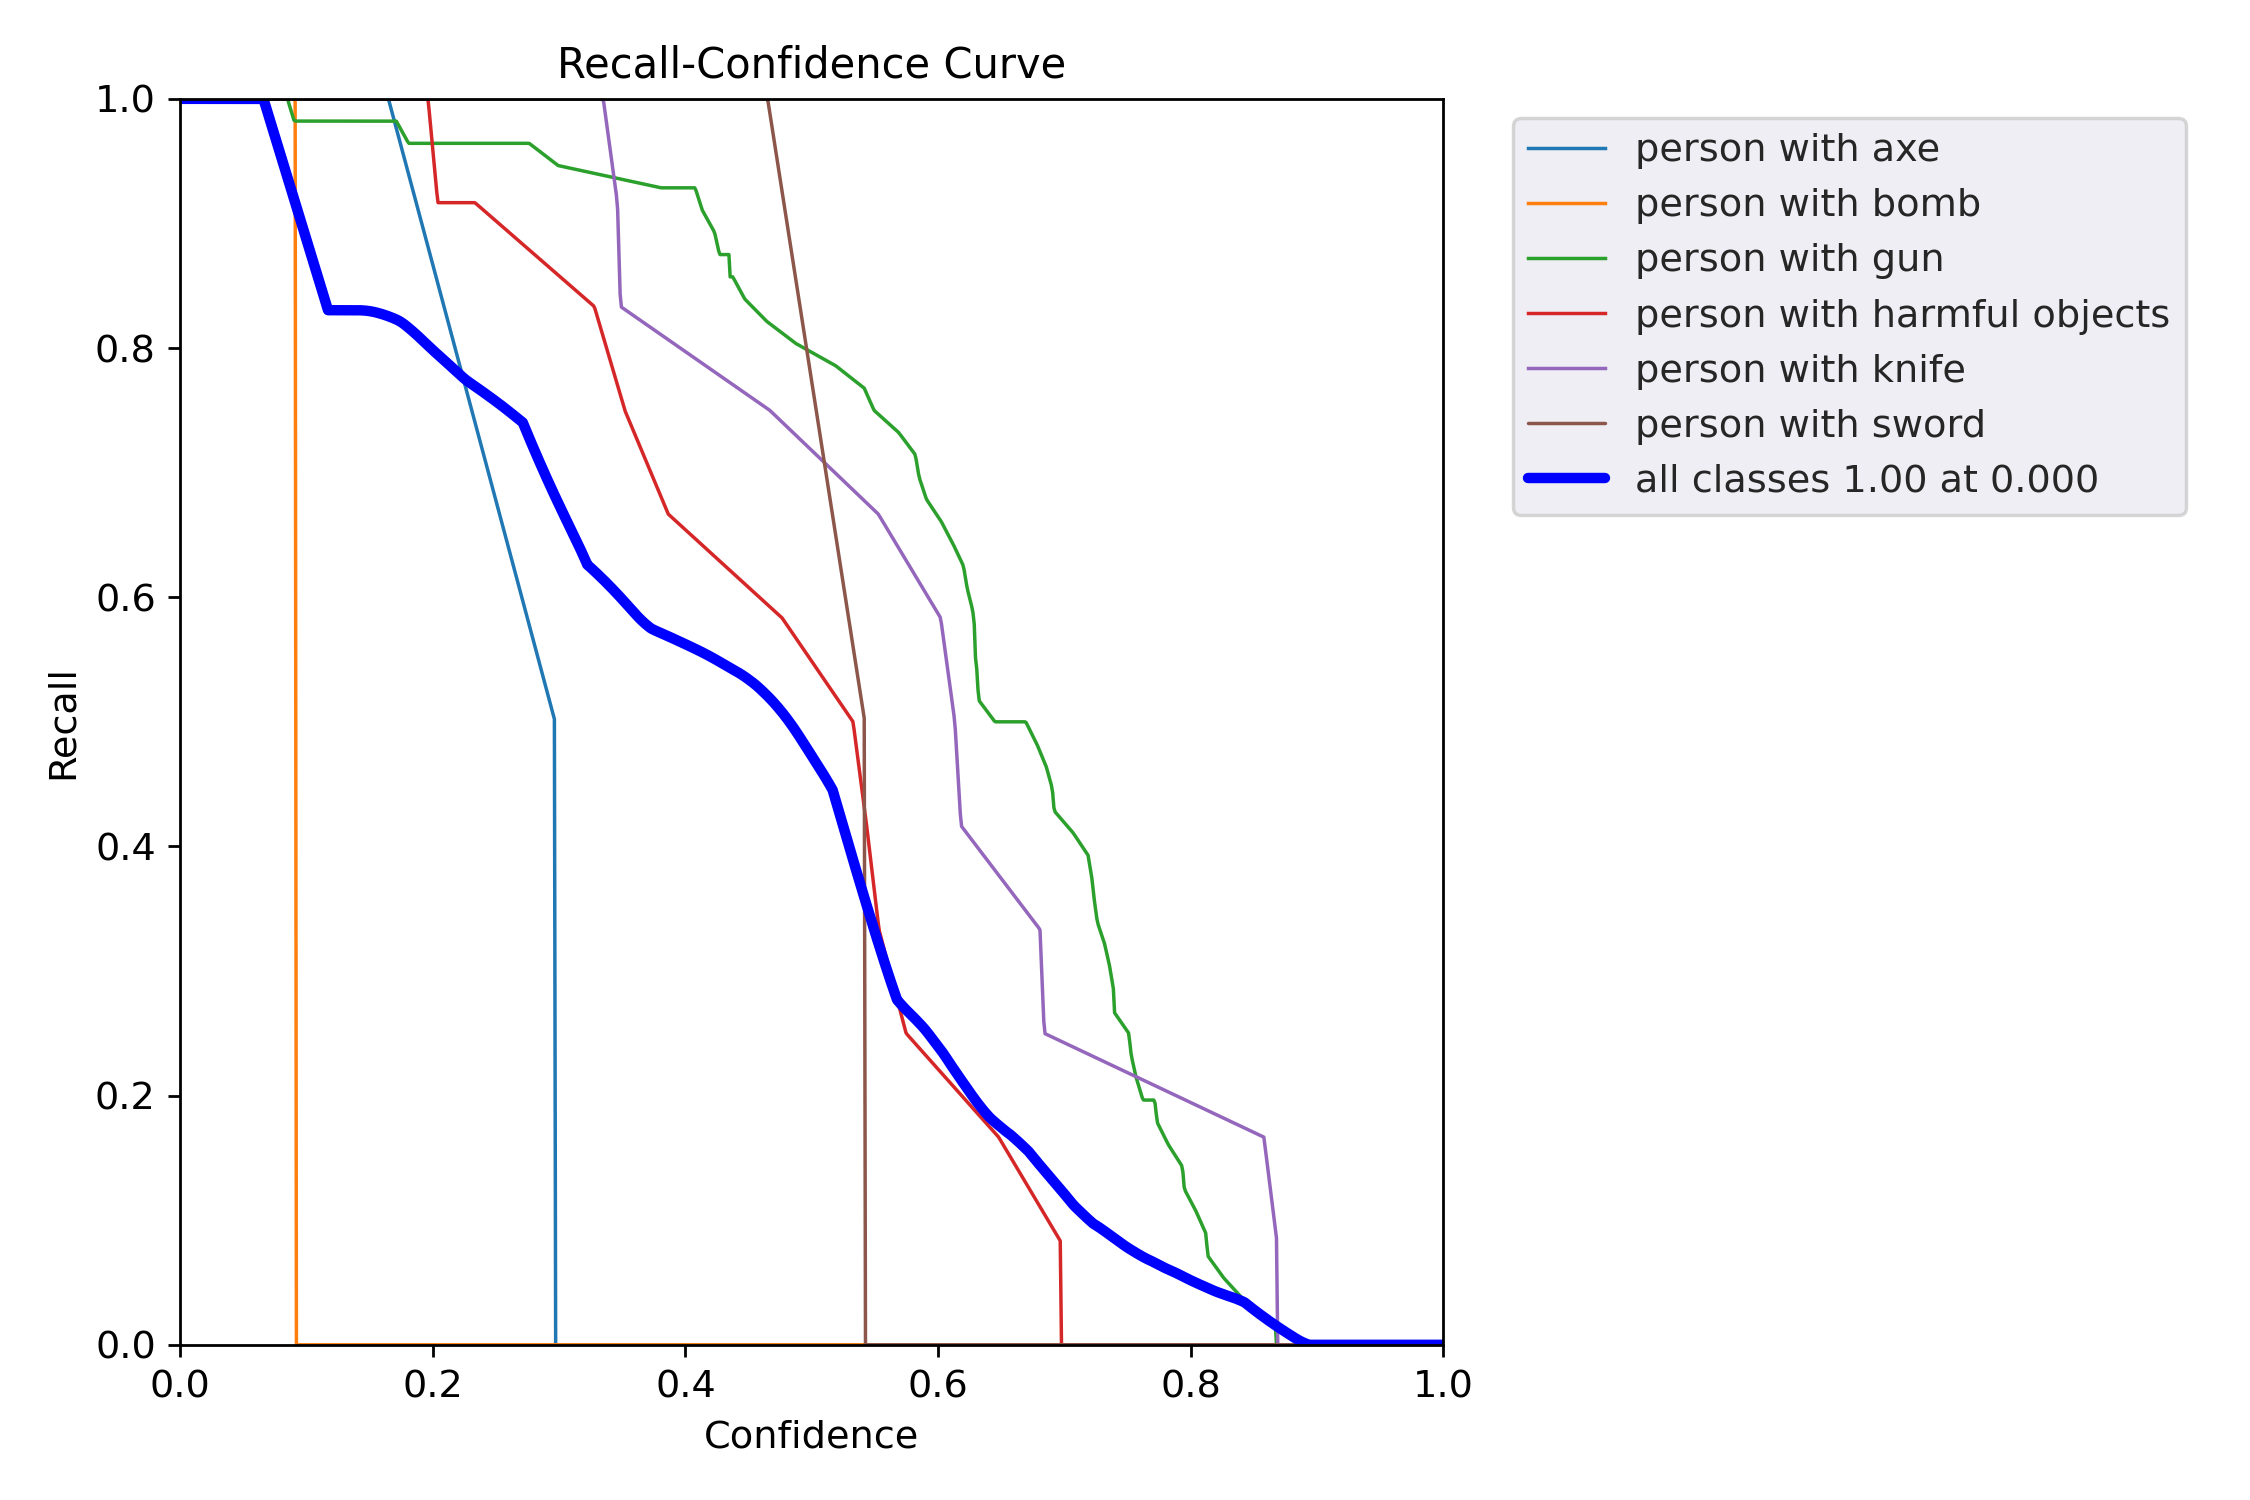 Recall-Confidence Curve
1.0
0.8
0.6
0.4
0.2
0.0
Recall
0.0 0.2 0.4 0.6 0.8 1.0
Confidence
person with axe
person with bomb
person with gun
person with harmful objects
person with knife
person with sword
all classes 1.00 at 0.000